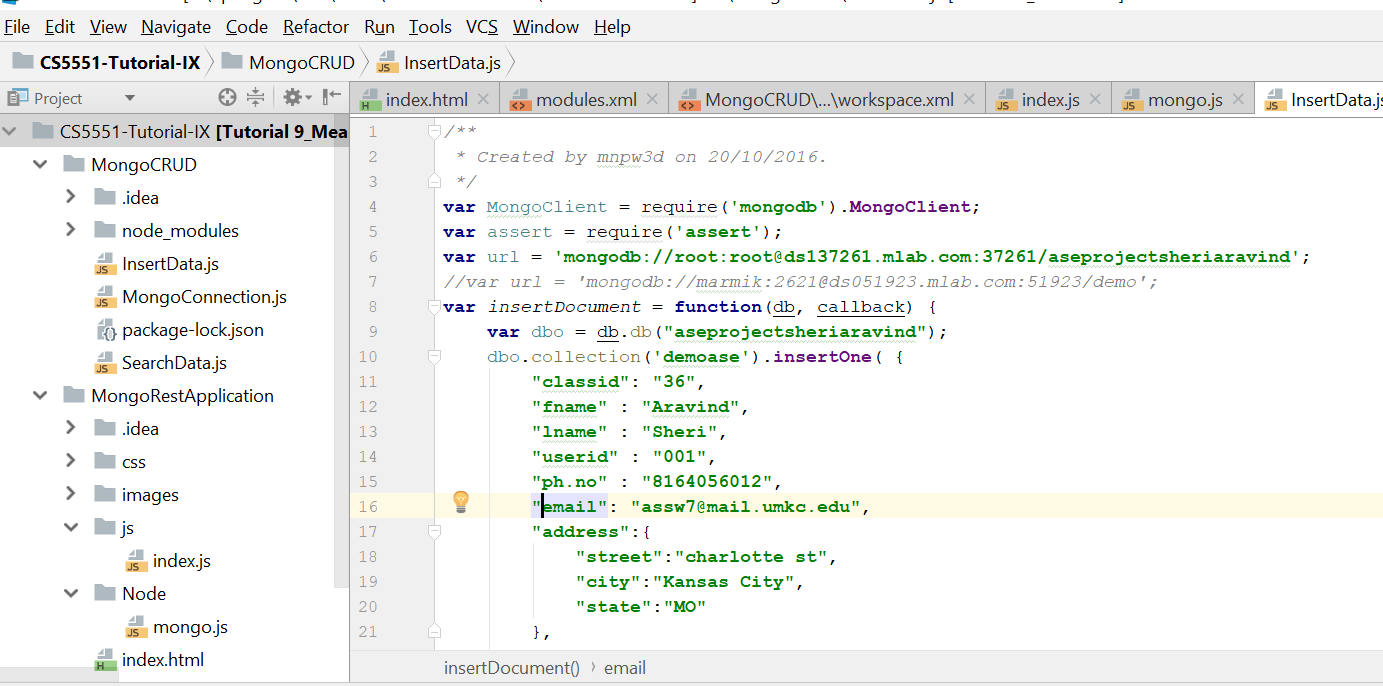 File Edit View Navigate Code Refactor Run Tools VCS Window Help
CS5551-Tutorial-IX MongoCRUD InsertData.js
Project
index.html modules.xml MongoCRUD\...\workspace.xml index.js mongo.js InsertData.js
CS5551-Tutorial-IX [Tutorial 9_Mea
MongoCRUD
.idea
node_modules
InsertData.js
MongoConnection.js
package-lock.json
SearchData.js
MongoRestApplication
.idea
css
images
js
index.js
Node
mongo.js
index.html
1 /**
2 * Created by mnpw3d on 20/10/2016.
3 */
4 var MongoClient = require('mongodb').MongoClient;
5 var assert = require('assert');
6 var url = 'mongodb://root:root@ds137261.mlab.com:37261/aseprojectsheriaravind';
7 //var url = 'mongodb://marmik:2621@ds051923.mlab.com:51923/demo';
8 var insertDocument = function(db, callback) {
9 var dbo = db.db("aseprojectsheriaravind");
10 dbo.collection('demoase').insertOne( {
11 "classid": "36",
12 "fname" : "Aravind",
13 "lname" : "Sheri",
14 "userid" : "001",
15 "ph.no" : "8164056012",
16 "email": "assw7@mail.umkc.edu",
17 "address":{
18 "street":"charlotte st",
19 "city":"Kansas City",
20 "state":"MO"
21 },
insertDocument() › email